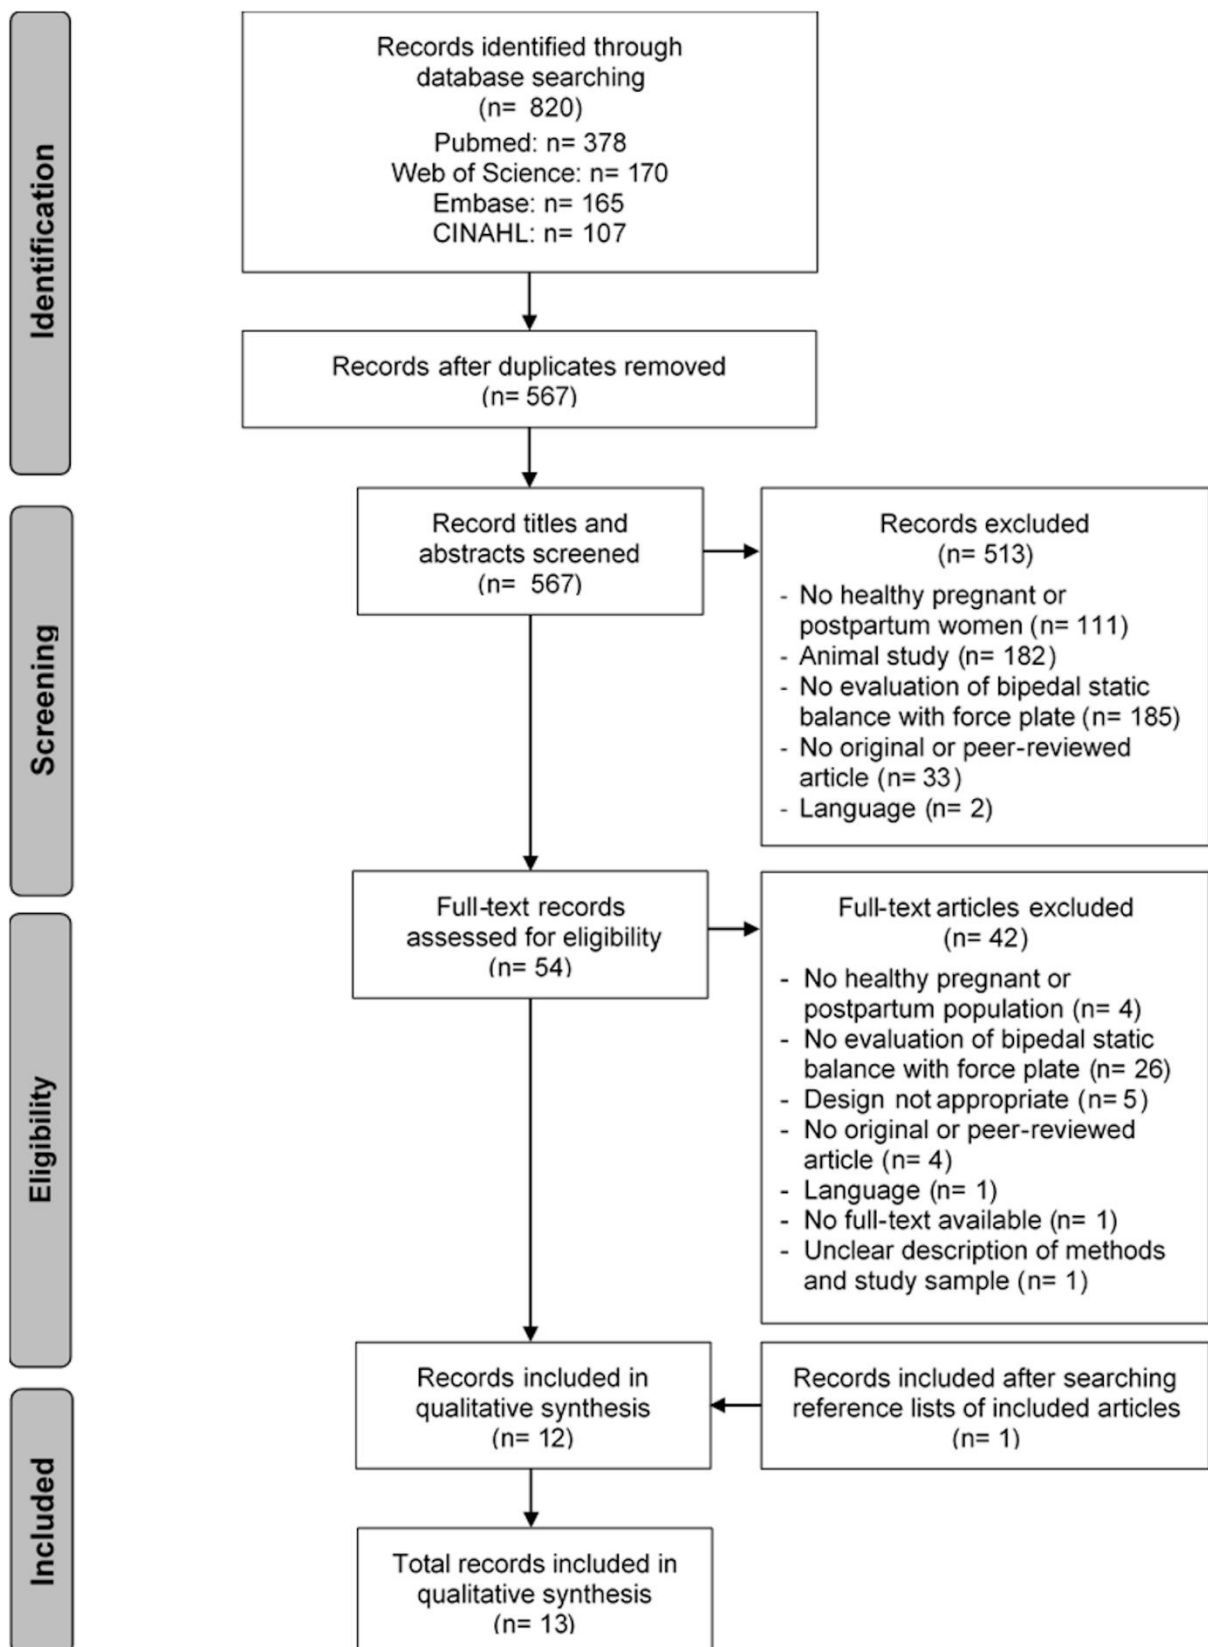 Identification
Records identified through
database searching
(n= 820)
Pubmed: n= 378
Web of Science: n= 170
Embase: n= 165
CINAHL: n= 107
Records after duplicates removed
(n= 567)
Screening
Record titles and
abstracts screened
(n= 567)
Records excluded
(n= 513)
- No healthy pregnant or
postpartum women (n= 111)
- Animal study (n= 182)
- No evaluation of bipedal static
balance with force plate (n= 185)
- No original or peer-reviewed
article (n= 33)
- Language (n= 2)
Eligibility
Full-text records
assessed for eligibility
(n= 54)
Full-text articles excluded
(n= 42)
- No healthy pregnant or
postpartum population (n= 4)
- No evaluation of bipedal static
balance with force plate (n= 26)
- Design not appropriate (n= 5)
- No original or peer-reviewed
article (n= 4)
- Language (n= 1)
- No full-text available (n= 1)
- Unclear description of methods
and study sample (n= 1)
Included
Records included in
qualitative synthesis
(n= 12)
Records included after searching
reference lists of included articles
(n= 1)
Total records included in
qualitative synthesis
(n= 13)